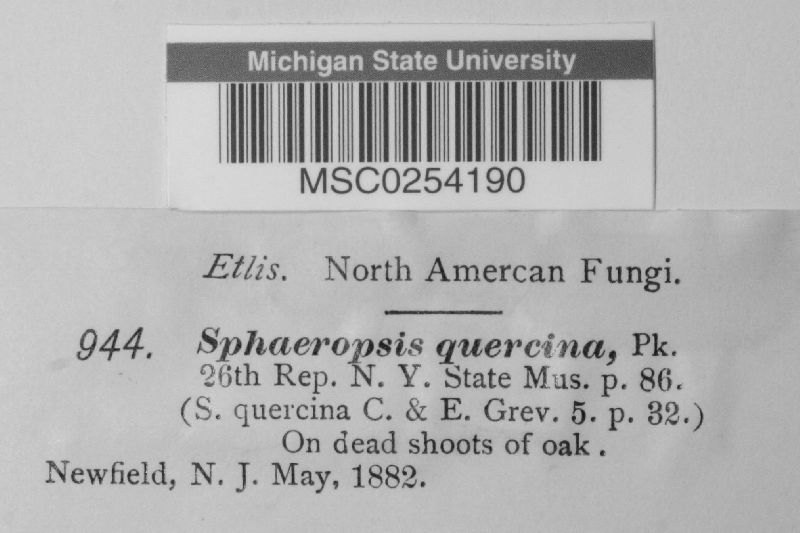 Michigan State University
MSC0254190
Etlis. North Amercan Fungi.
944. Sphaeropsis quercina, Pk.
26th Rep. N. Y. State Mus. p. 86.
(S. quercina C. & E. Grev. 5. p. 32.)
On dead shoots of oak.
Newfield, N. J. May, 1882.